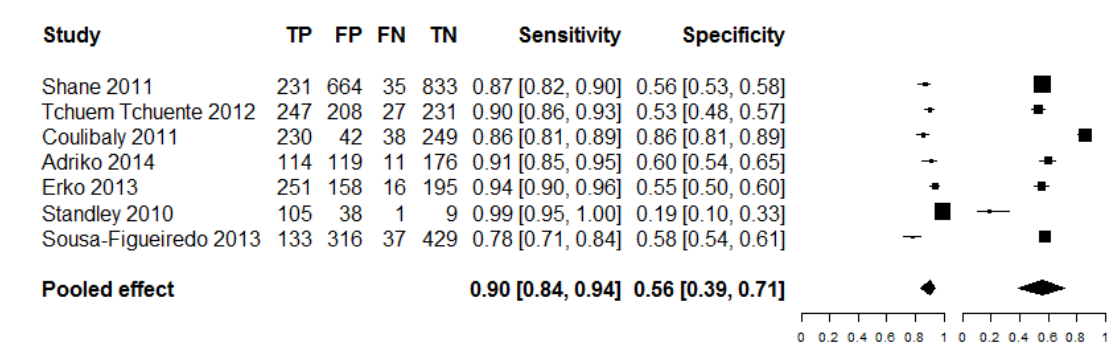 Study TP FP FN TN Sensitivity Specificity
Shane 2011 231 664 35 833 0.87 [0.82, 0.90] 0.56 [0.53, 0.58]
Tchuem Tchuente 2012 247 208 27 231 0.90 [0.86, 0.93] 0.53 [0.48, 0.57]
Coulibaly 2011 230 42 38 249 0.86 [0.81, 0.89] 0.86 [0.81, 0.89]
Adriko 2014 114 119 11 176 0.91 [0.85, 0.95] 0.60 [0.54, 0.65]
Erko 2013 251 158 16 195 0.94 [0.90, 0.96] 0.55 [0.50, 0.60]
Standley 2010 105 38 1 9 0.99 [0.95, 1.00] 0.19 [0.10, 0.33]
Sousa-Figueiredo 2013 133 316 37 429 0.78 [0.71, 0.84] 0.58 [0.54, 0.61]
Pooled effect 0.90 [0.84, 0.94] 0.56 [0.39, 0.71]
0 0.2 0.4 0.6 0.8 1 0 0.2 0.4 0.6 0.8 1